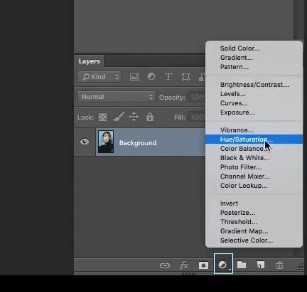 Solid Color...
Gradient...
Pattern...
Brightness/Contrast...
Levels...
Curves...
Exposure...
Vibrance...
Hue/Saturation...
Color Balance...
Black & White...
Photo Filter...
Channel Mixer...
Color Lookup...
Invert
Posterize...
Threshold...
Gradient Map...
Selective Color...
Layers
Kind
Normal
Opacity:
Lock:
Fill:
Background
fx